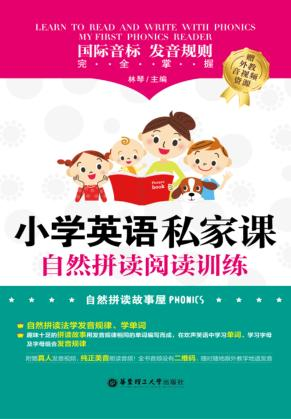 LEARN TO READ AND WRITE WITH PHONICS
MY FIRST PHONICS READER
国际音标 发音规则
完全掌握
林琴/主编
赠
外教
音视频
资源
Picture
book
小学英语私家课
自然拼读阅读训练
自然拼读故事屋 PHONICS
自然拼读法学发音规律、学单词
趣味十足的拼读故事用发音规律相同的单词编写而成，在欢声英语中学习单词、学习字母
及字母组合发音规律
附赠真人发音视频，纯正美音朗读音频！全书音频设有二维码，随时随地跟外教学地道发音
华东理工大学出版社